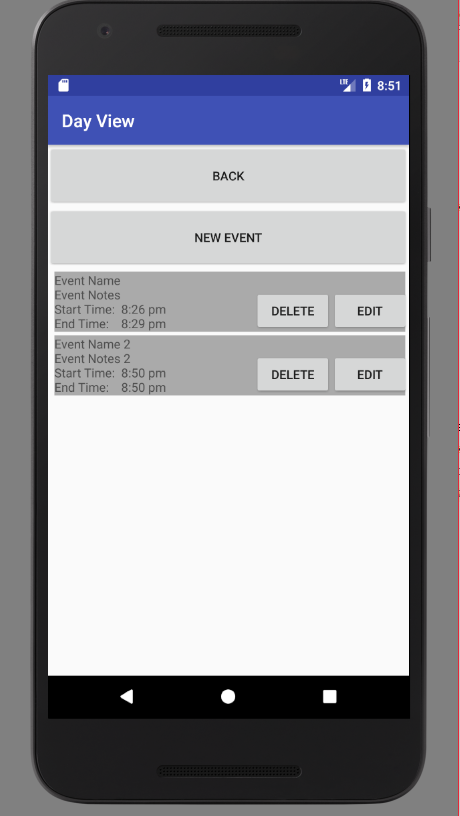 LTE 8:51
Day View
BACK
NEW EVENT
Event Name
Event Notes
Start Time: 8:26 pm
End Time: 8:29 pm
DELETE EDIT
Event Name 2
Event Notes 2
Start Time: 8:50 pm
End Time: 8:50 pm
DELETE EDIT